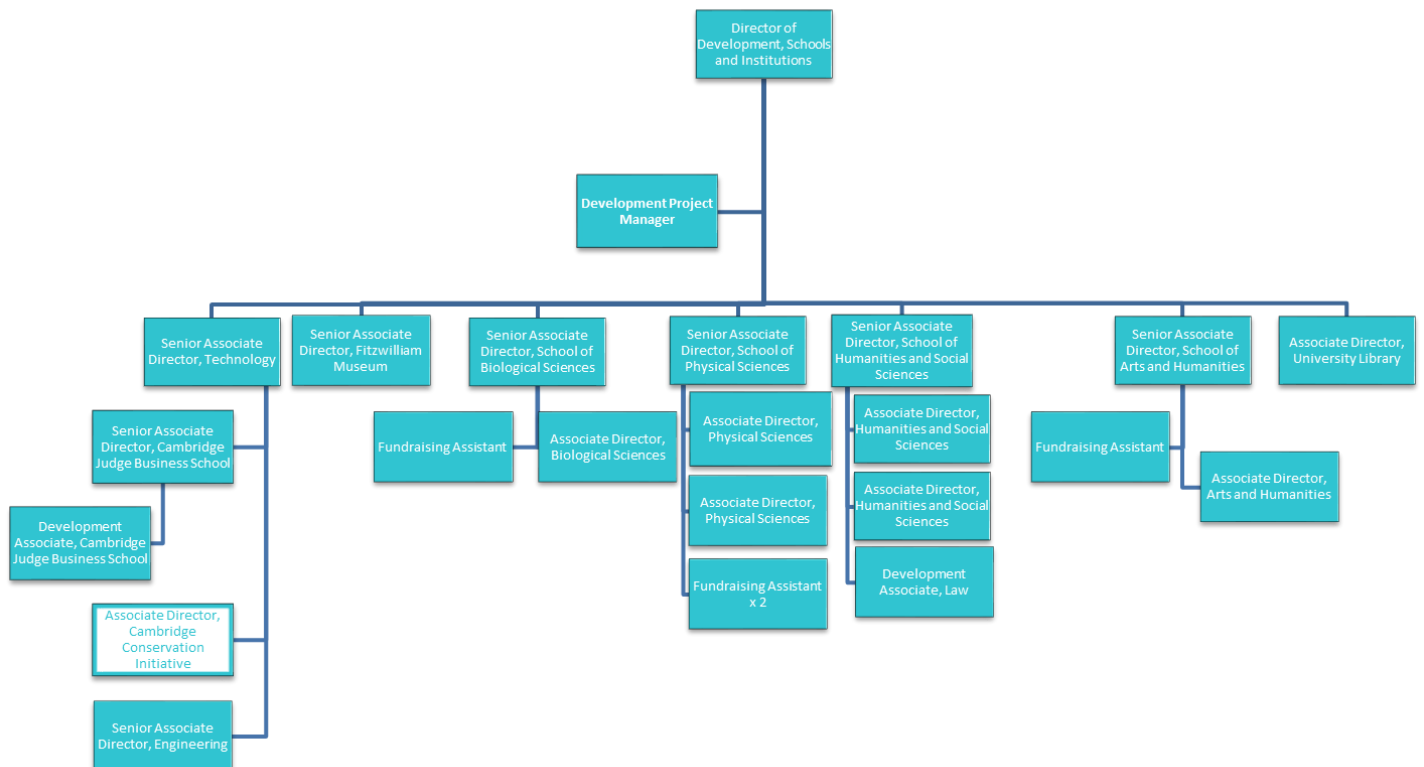 Director of
Development, Schools
and Institutions
Development Project
Manager
Senior Associate
Director, Technology
Senior Associate
Director, Fitzwilliam
Museum
Senior Associate
Director, School of
Biological Sciences
Senior Associate
Director, School of
Physical Sciences
Senior Associate
Director, School of
Humanities and Social
Sciences
Senior Associate
Director, School of
Arts and Humanities
Associate Director,
University Library
Senior Associate
Director, Cambridge
Judge Business School
Fundraising Assistant
Associate Director,
Biological Sciences
Associate Director,
Physical Sciences
Associate Director,
Humanities and Social
Sciences
Fundraising Assistant
Associate Director,
Arts and Humanities
Development
Associate, Cambridge
Judge Business School
Associate Director,
Physical Sciences
Associate Director,
Humanities and Social
Sciences
Associate Director,
Cambridge
Conservation
Initiative
Fundraising Assistant
x 2
Development
Associate, Law
Senior Associate
Director, Engineering